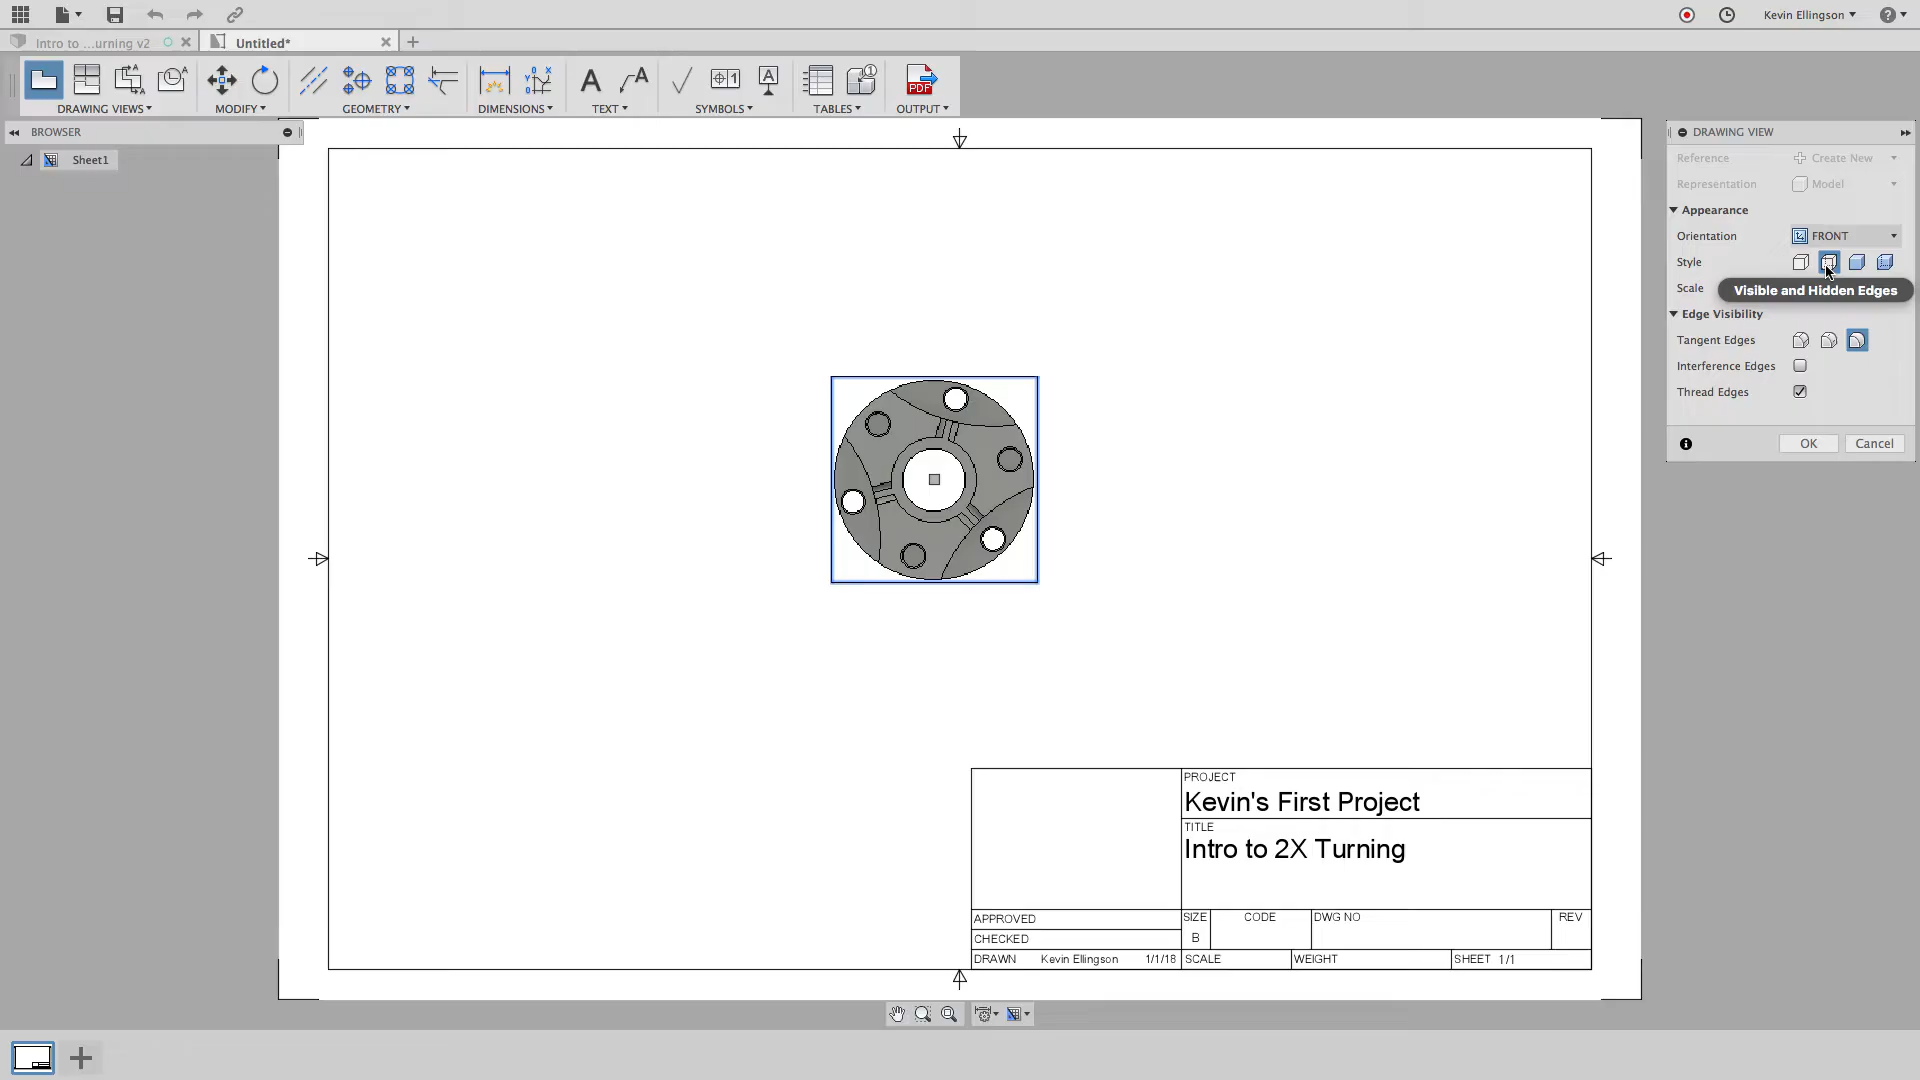 Kevin Ellingson
Intro to ...urning v2
Untitled*
DRAWING VIEWS
MODIFY
GEOMETRY
DIMENSIONS
TEXT
SYMBOLS
TABLES
PDF
OUTPUT
BROWSER
Sheet1
DRAWING VIEW
Reference
Create New
Representation
Model
Appearance
Orientation
FRONT
Style
Scale
Visible and Hidden Edges
Edge Visibility
Tangent Edges
Interference Edges
Thread Edges
OK
Cancel
PROJECT
Kevin's First Project
TITLE
Intro to 2X Turning
APPROVED
SIZE
CODE
DWG NO
REV
CHECKED
B
DRAWN
Kevin Ellingson
1/1/18
SCALE
WEIGHT
SHEET 1/1